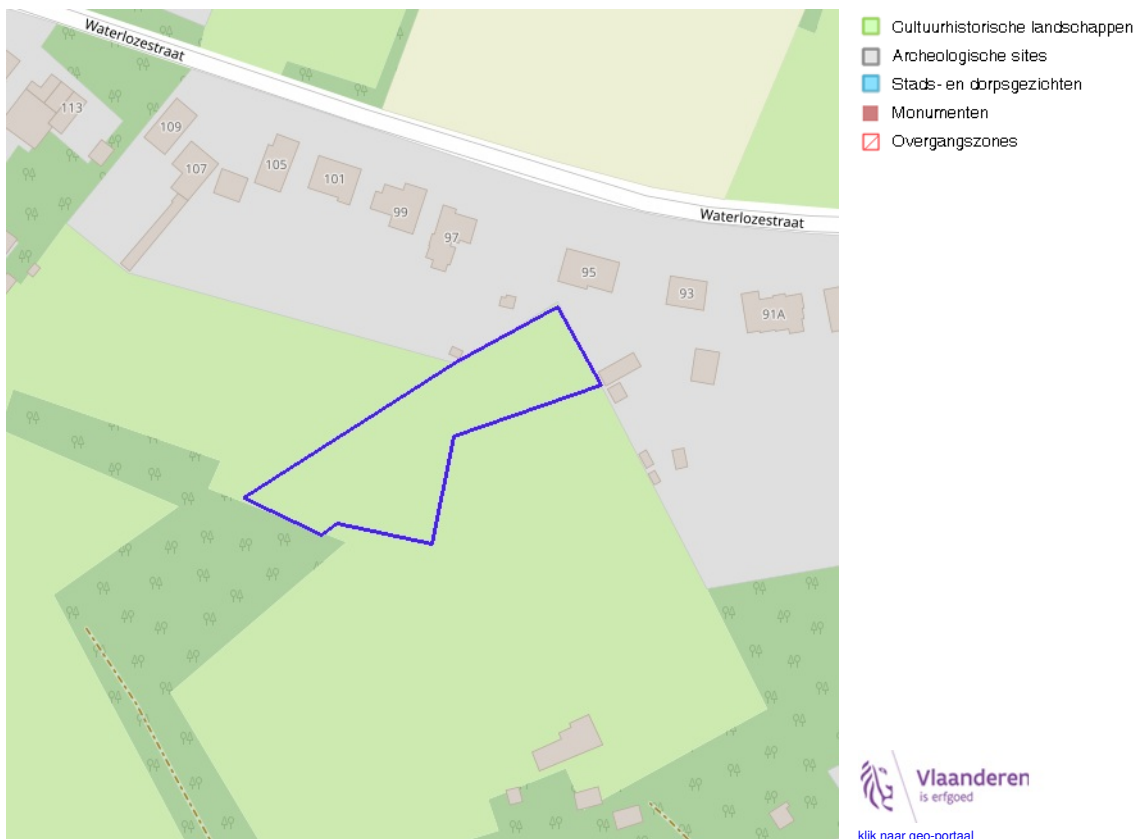 Waterlozestraat
113
109
107
105
101
99
97
95
93
91A
Waterlozestraat
Cultuurhistorische landschappen
Archeologische sites
Stads- en dorpsgezichten
Monumenten
Overgangszones
Vlaanderen
is erfgoed
klik naar geo-portaal